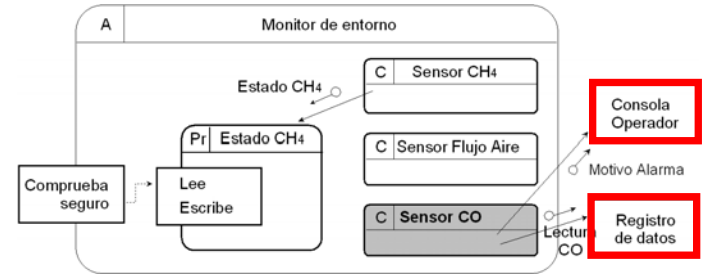 A
Monitor de entorno
C
Sensor CH4
Estado CH4
Consola
Operador
Pr
Estado CH4
C
Sensor Flujo Aire
Motivo Alarma
Comprueba
seguro
Lee
Escribe
C
Sensor CO
Lectura
CO
Registro
de datos